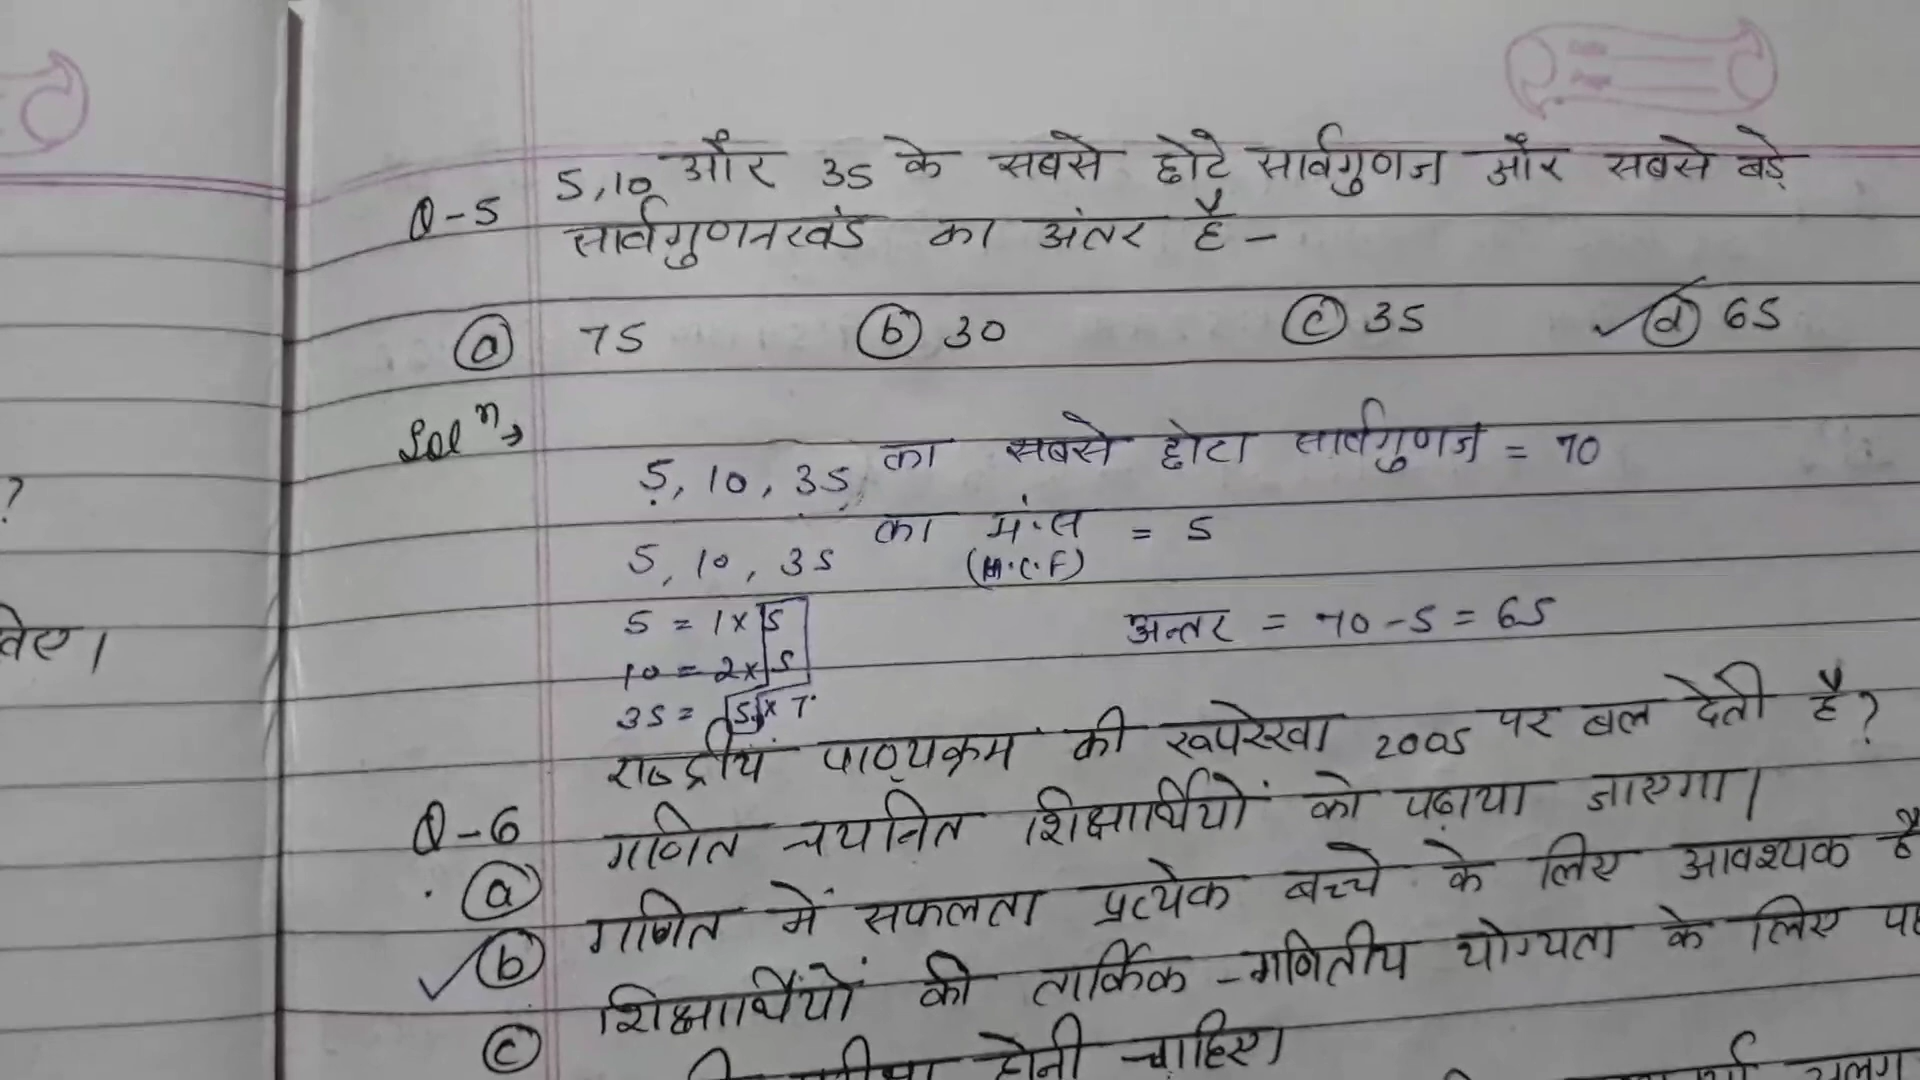 ?
Q-5 5,10 और 35 के सबसे छोटे सार्वगुणज और सबसे बड़े
सार्वगुणनखंड का अंतर है -
(a) 75 (b) 30 (c) 35 ✓(d) 65
Solⁿ→
5, 10, 35 का सबसे छोटा सार्वगुणज = 70
5, 10, 35 का म.स = 5
(H.C.F)
5 = 1×5
अन्तर = 70-5 = 65
10 = 2×5
35 = 5×7
Q-6 राष्ट्रीय पाठ्यक्रम की रूपरेखा 2005 पर बल देती है?
(a) गणित चयनित शिक्षार्थियों को पढ़ाया जाएगा।
✓(b) गणित में सफलता प्रत्येक बच्चे के लिए आवश्यक है
(c) शिक्षार्थियों की तार्किक-गणितीय योग्यता के लिए
होनी चाहिए।
अलग